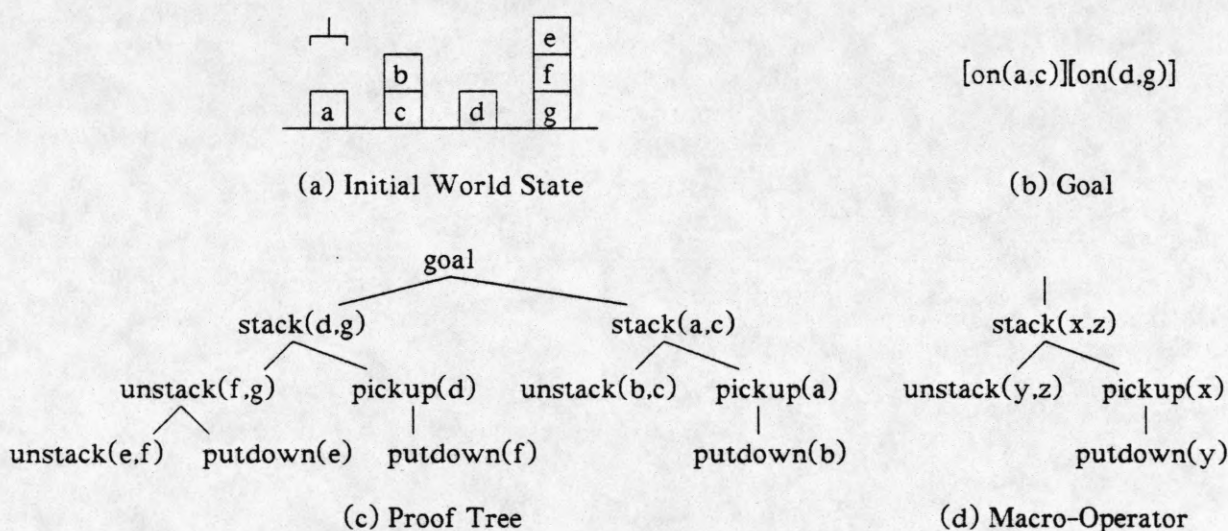 e
b f
a c d g
[on(a,c)][on(d,g)]
(a) Initial World State
(b) Goal
goal
stack(d,g) stack(a,c) stack(x,z)
unstack(f,g) pickup(d) unstack(b,c) pickup(a) unstack(y,z) pickup(x)
unstack(e,f) putdown(e) putdown(f) putdown(b) putdown(y)
(c) Proof Tree
(d) Macro-Operator